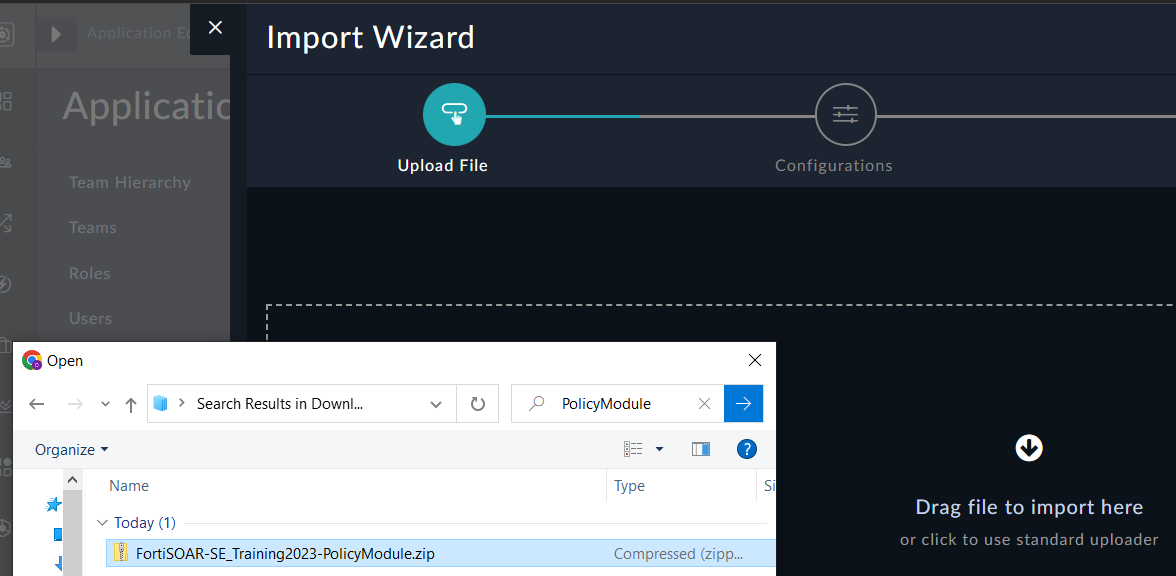 Application Ed
Import Wizard
Applicatio
Upload File
Configurations
Team Hierarchy
Teams
Roles
Users
Open
Search Results in Downl...
PolicyModule
Organize
?
Name
Type
Si
Today (1)
FortiSOAR-SE_Training2023-PolicyModule.zip
Compressed (zipp...
Drag file to import here
or click to use standard uploader